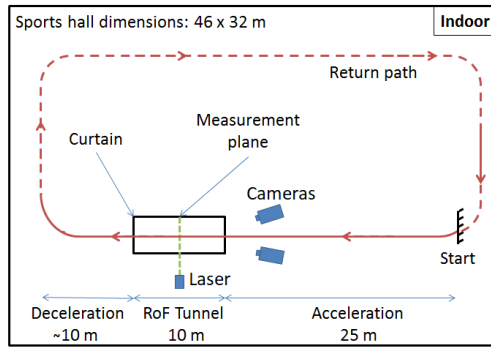 Sports hall dimensions: 46 x 32 m
Indoor
Return path
Measurement
plane
Curtain
Cameras
Start
Laser
Deceleration
~10 m
RoF Tunnel
10 m
Acceleration
25 m